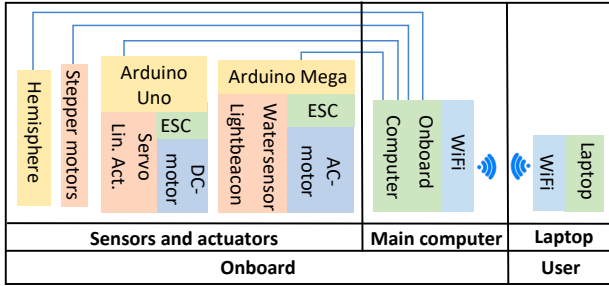 Hemisphere
Stepper motors
Arduino
Uno
Servo
Lin. Act.
ESC
DC-
motor
Arduino Mega
Watersensor
Lightbeacon
ESC
AC-
motor
Onboard
Computer
WiFi
WiFi
Laptop
Sensors and actuators
Main computer
Laptop
Onboard
User